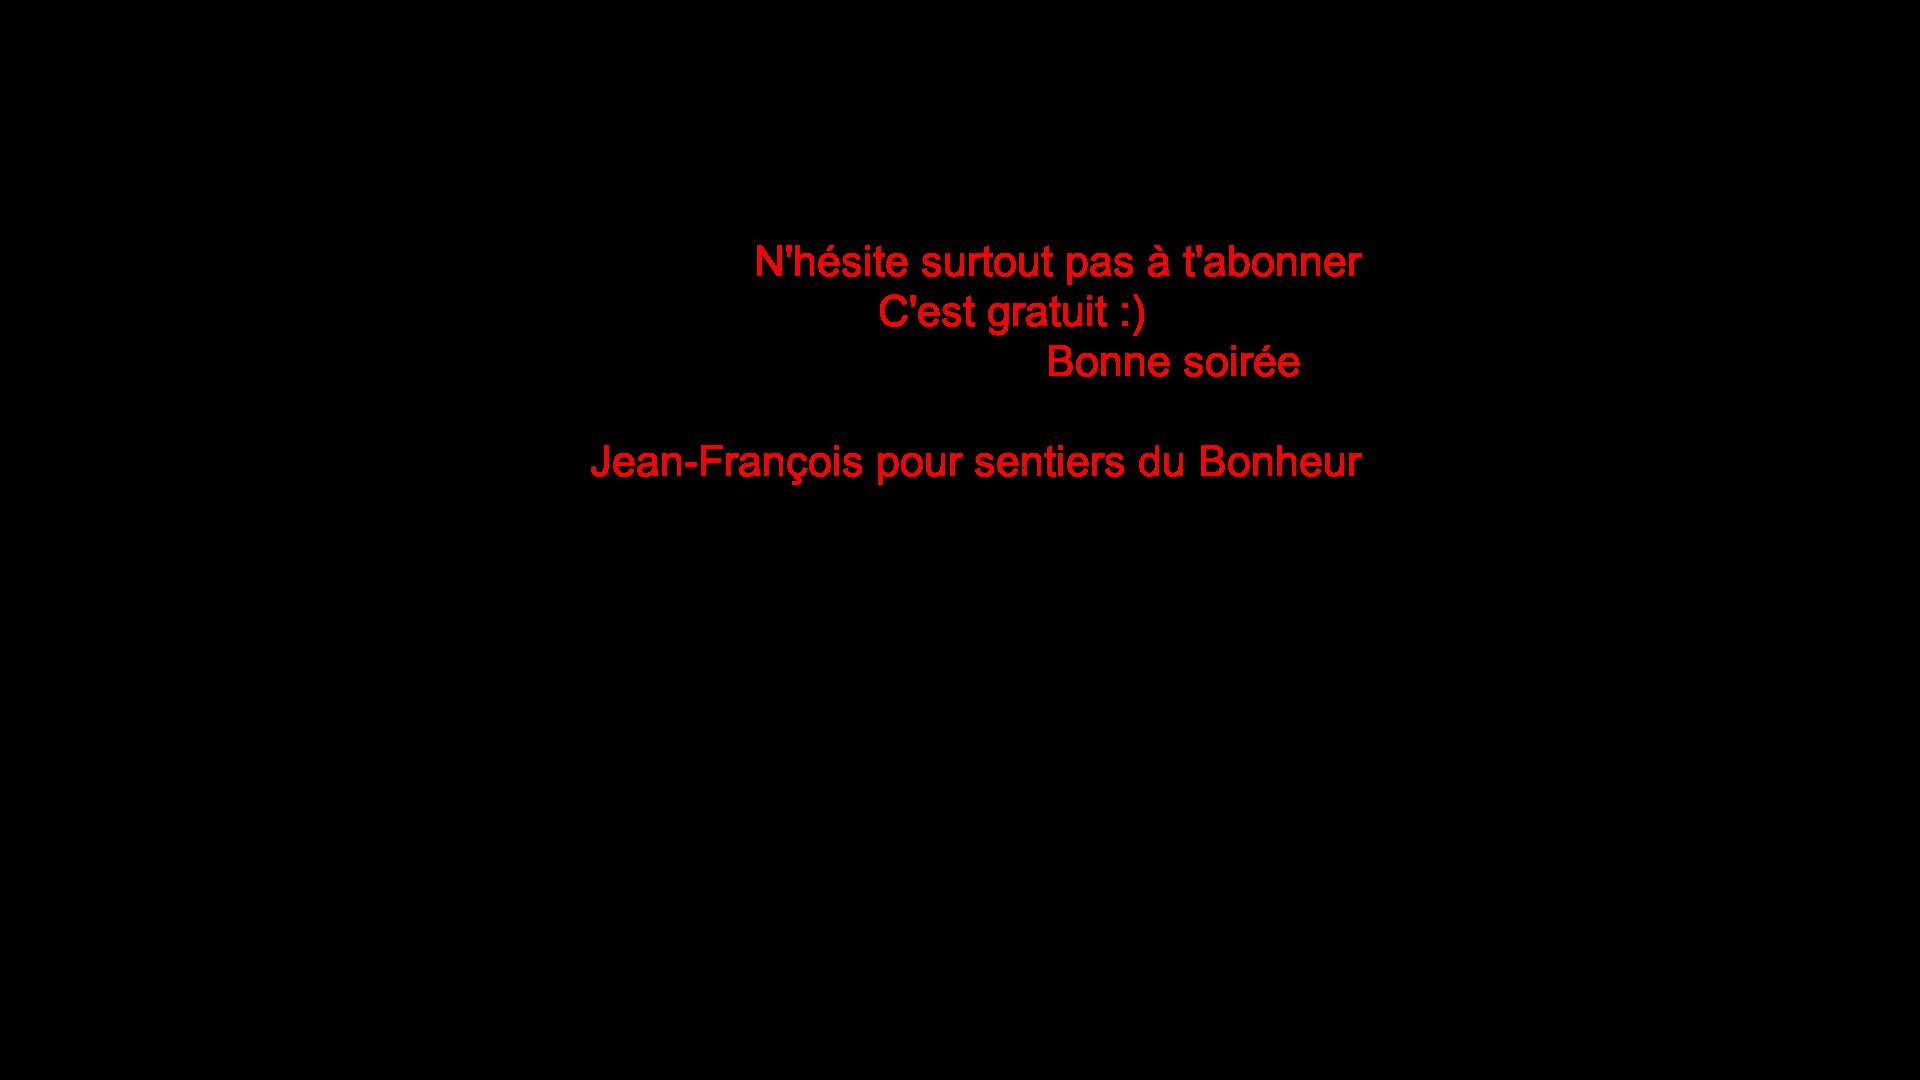 N'hésite surtout pas à t'abonner
C'est gratuit :)
Bonne soirée
Jean-François pour sentiers du Bonheur